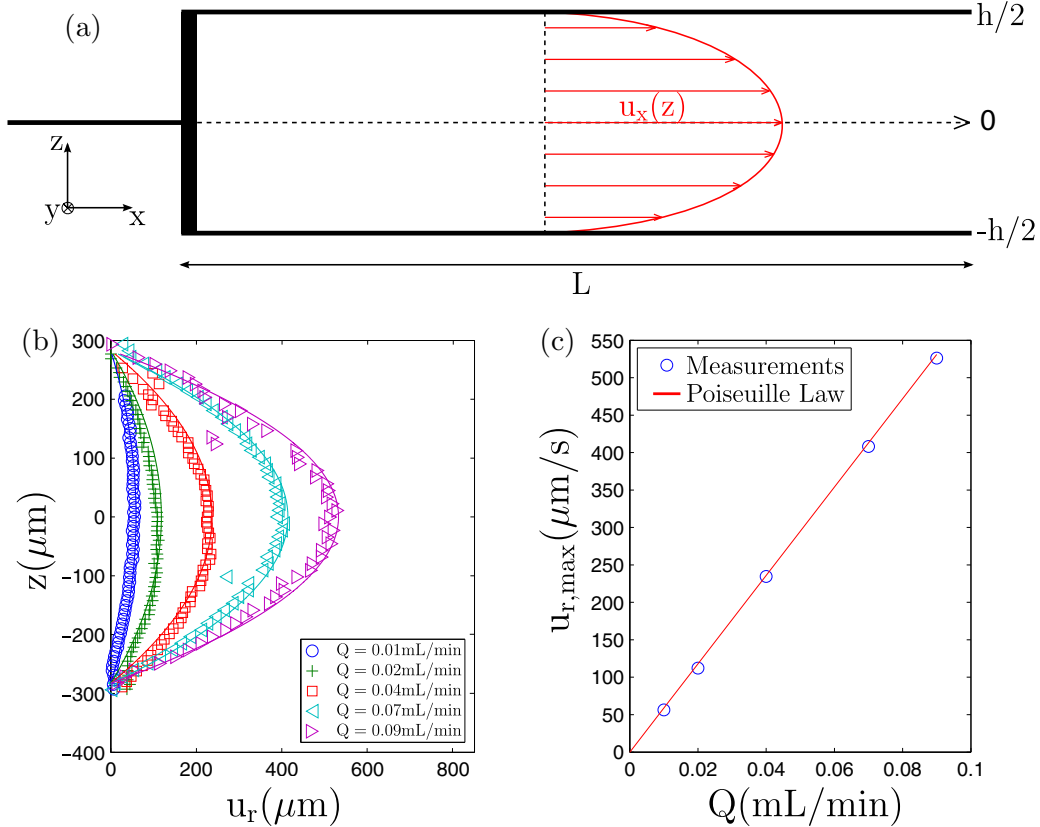 (a)
h/2
u_x(z)
0
z
y
x
-h/2
L
(b)
300
200
100
0
−100
−200
−300
−400
z(μm)
0
200
400
600
800
u_r(μm)
Q = 0.01mL/min
Q = 0.02mL/min
Q = 0.04mL/min
Q = 0.07mL/min
Q = 0.09mL/min
(c)
550
500
450
400
350
300
250
200
150
100
50
0
u_r,max(μm/s)
Measurements
Poiseuille Law
0
0.02
0.04
0.06
0.08
0.1
Q(mL/min)